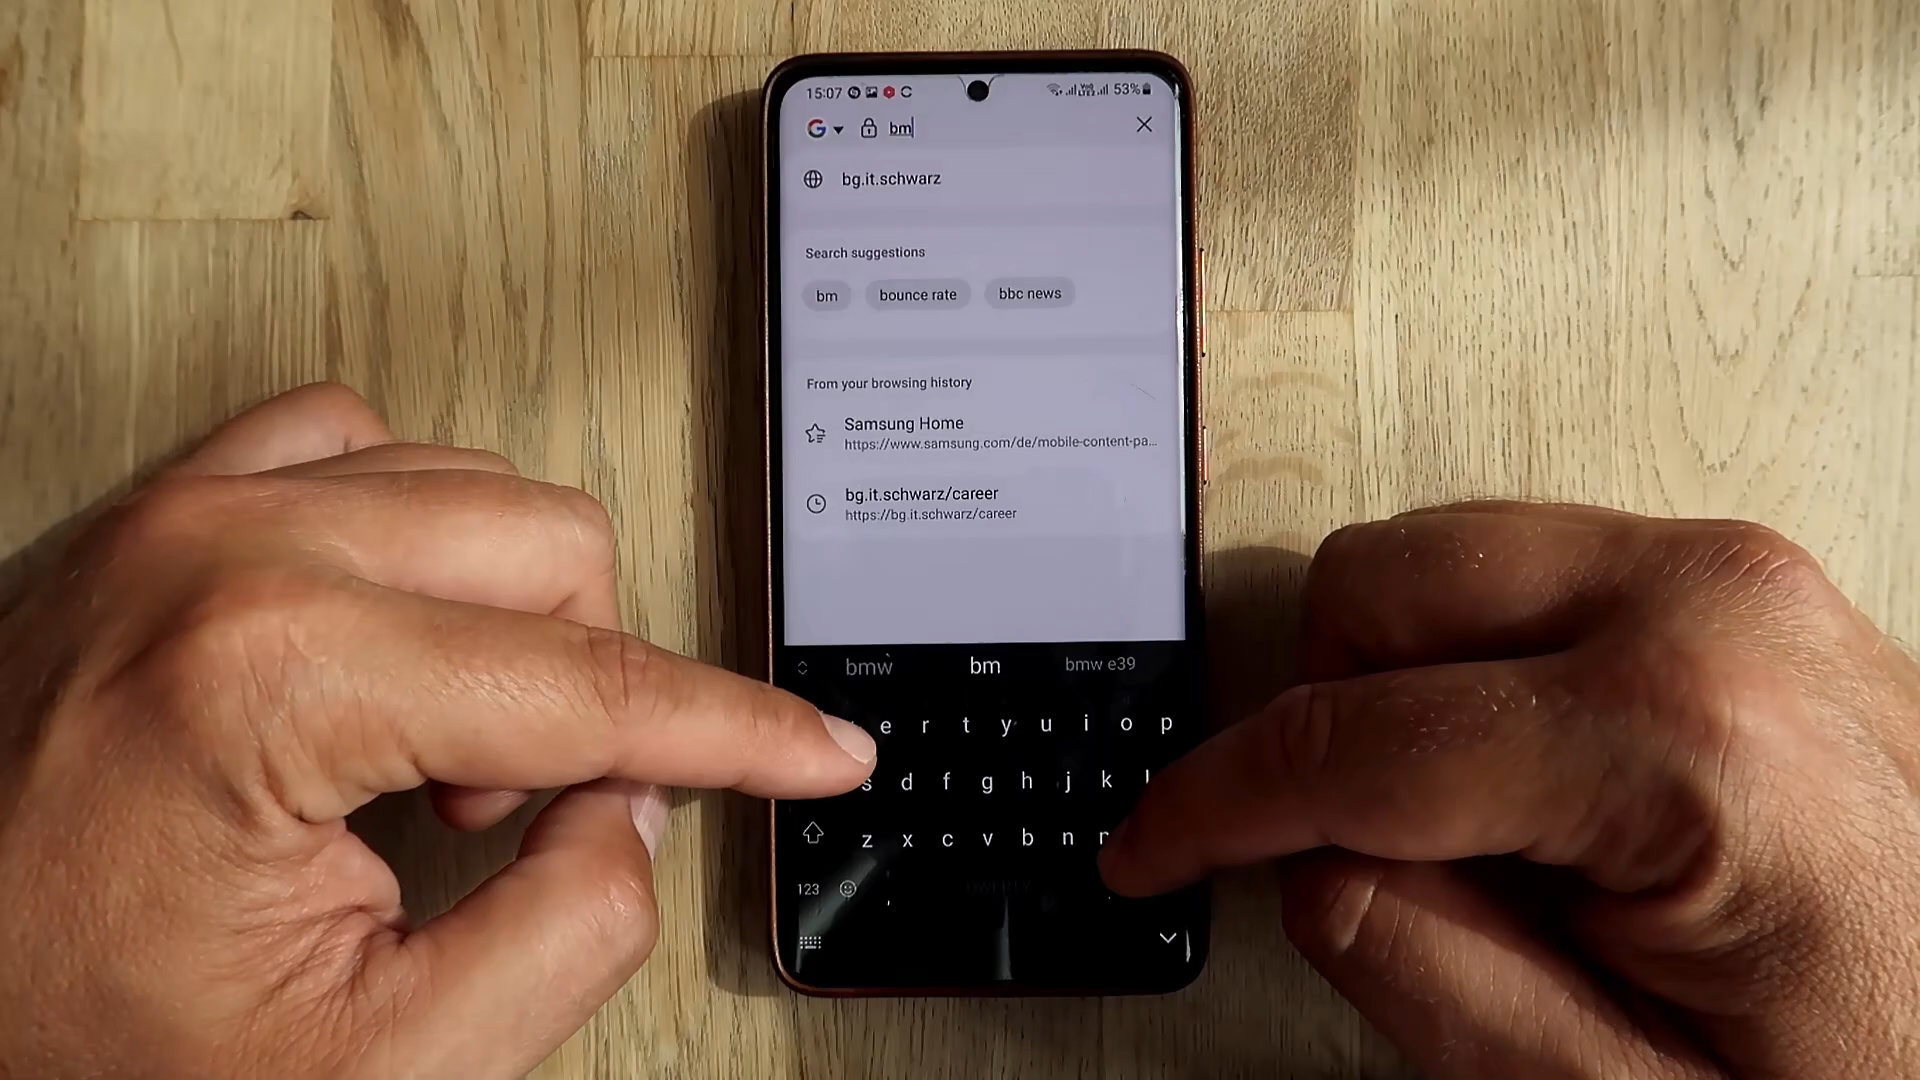 15:07 53%
bm
bg.it.schwarz
Search suggestions
bm bounce rate bbc news
From your browsing history
Samsung Home
https://www.samsung.com/de/mobile-content-pa...
bg.it.schwarz/career
https://bg.it.schwarz/career
bmw bm bmw e39
e r t y u i o p
s d f g h j k l
z x c v b n
123 ,